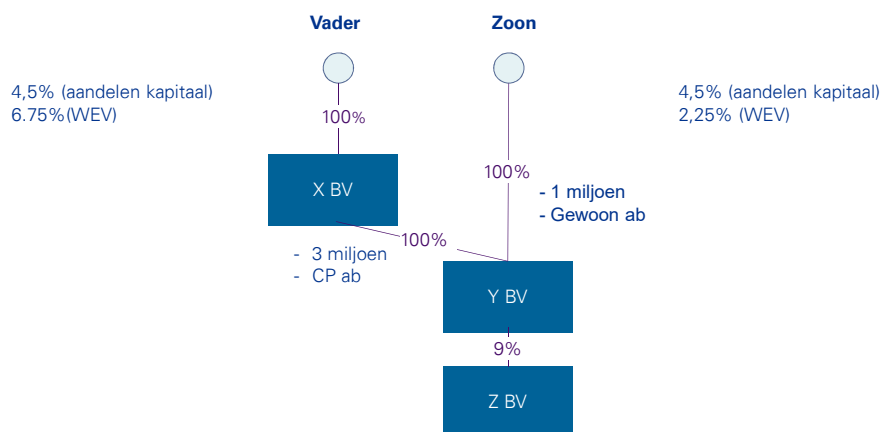 Vader
Zoon
4,5% (aandelen kapitaal)
6.75%(WEV)
4,5% (aandelen kapitaal)
2,25% (WEV)
100%
X BV
100%
- 1 miljoen
- Gewoon ab
100%
- 3 miljoen
- CP ab
Y BV
9%
Z BV